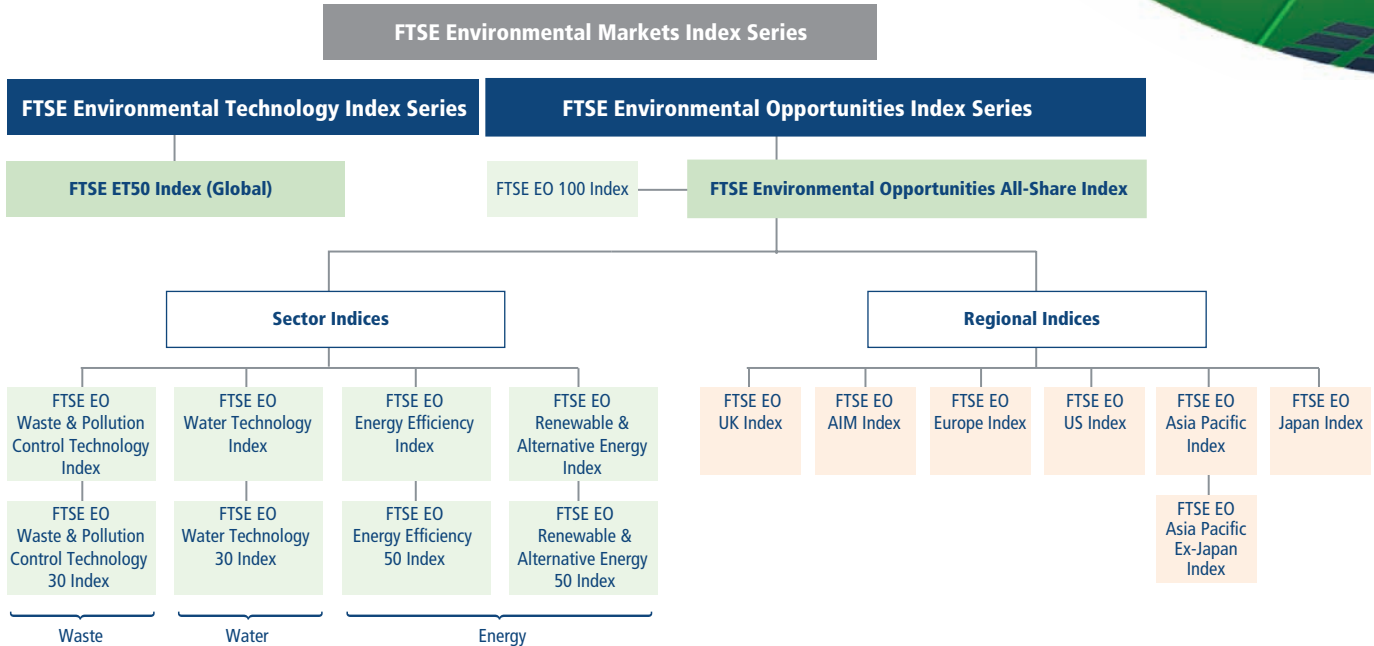 FTSE Environmental Markets Index Series
FTSE Environmental Technology Index Series
FTSE Environmental Opportunities Index Series
FTSE ET50 Index (Global)
FTSE EO 100 Index
FTSE Environmental Opportunities All-Share Index
Sector Indices
Regional Indices
FTSE EO
Waste & Pollution
Control Technology
Index
FTSE EO
Water Technology
Index
FTSE EO
Energy Efficiency
Index
FTSE EO
Renewable &
Alternative Energy
Index
FTSE EO
UK Index
FTSE EO
AIM Index
FTSE EO
Europe Index
FTSE EO
US Index
FTSE EO
Asia Pacific
Index
FTSE EO
Japan Index
FTSE EO
Waste & Pollution
Control Technology
30 Index
FTSE EO
Water Technology
30 Index
FTSE EO
Energy Efficiency
50 Index
FTSE EO
Renewable &
Alternative Energy
50 Index
FTSE EO
Asia Pacific
Ex-Japan
Index
Waste
Water
Energy